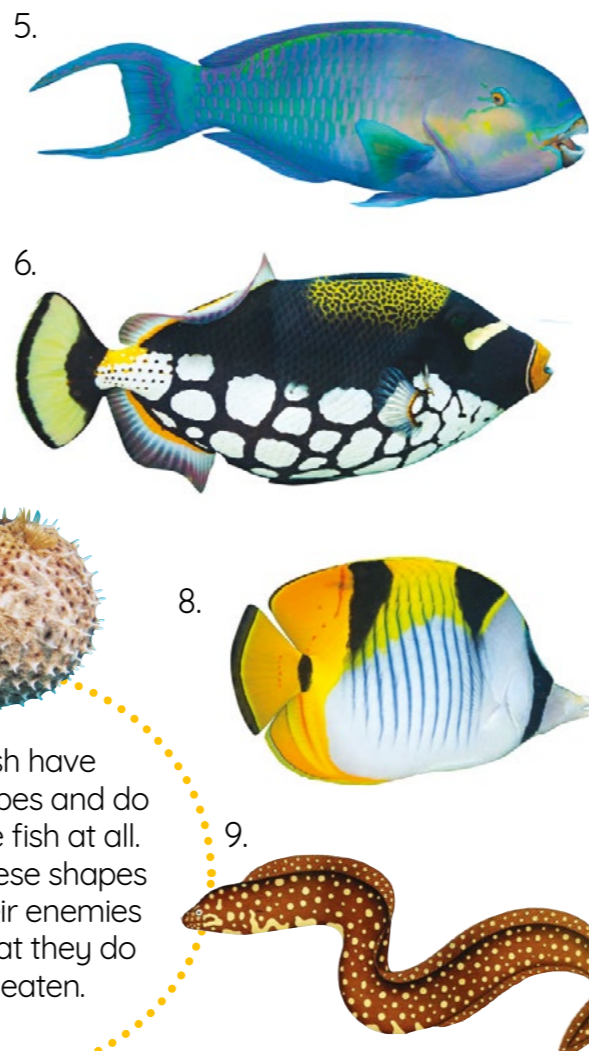 5.
6.
8.
sh have
pes and do
e fish at all.
9.
ese shapes
ir enemies
at they do
eaten.